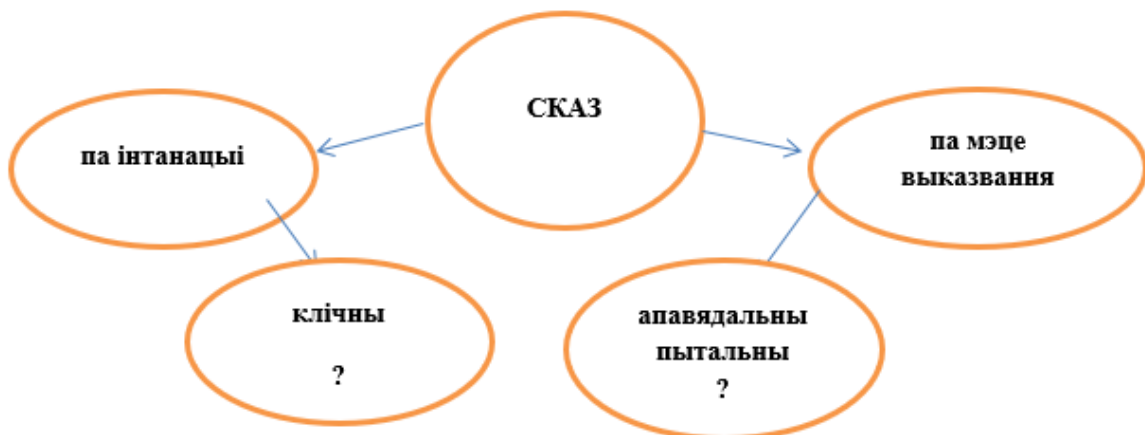 СКАЗ
па інтанацыі
па мэце
выказвання
клічны
?
апавядальны
пытальны
?